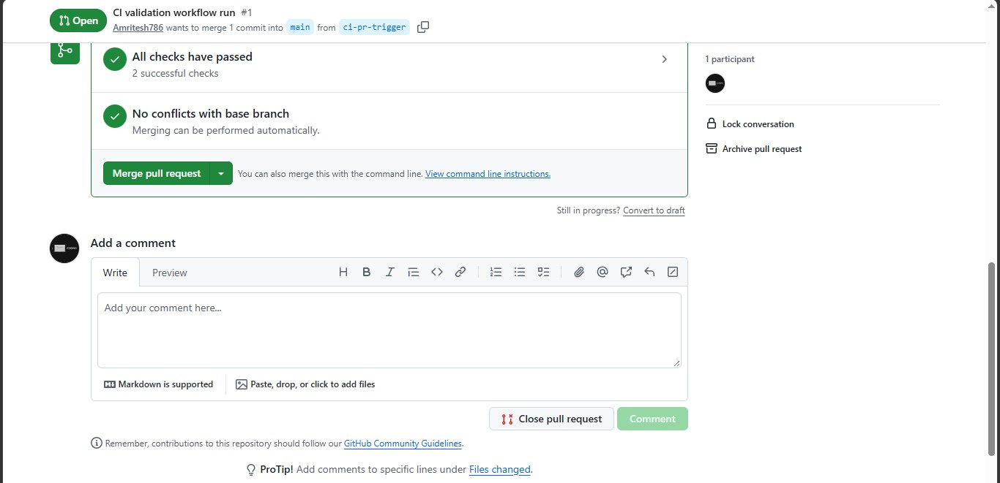 Open
CI validation workflow run #1
Amritesh786 wants to merge 1 commit into main from ci-pr-trigger
All checks have passed
2 successful checks
No conflicts with base branch
Merging can be performed automatically.
Merge pull request
You can also merge this with the command line. View command line instructions.
Still in progress? Convert to draft
1 participant
Lock conversation
Archive pull request
Add a comment
Write
Preview
Add your comment here...
Markdown is supported
Paste, drop, or click to add files
Close pull request
Comment
Remember, contributions to this repository should follow our GitHub Community Guidelines.
ProTip! Add comments to specific lines under Files changed.